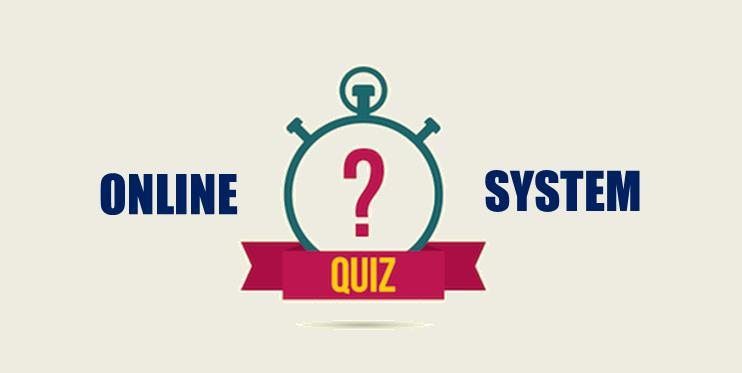 ONLINE
?
QUIZ
SYSTEM